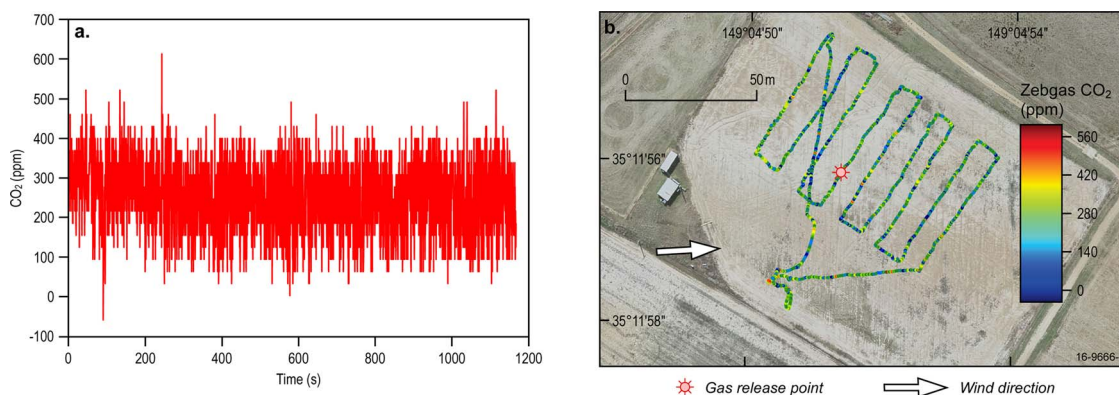 a.
700
600
500
400
300
200
100
0
-100
CO₂ (ppm)
0 200 400 600 800 1000 1200
Time (s)
b.
149°04'50" 149°04'54"
0 50 m
35°11'56"
35°11'58"
Zebgas CO₂
(ppm)
560
420
280
140
0
16-9666-
Gas release point Wind direction